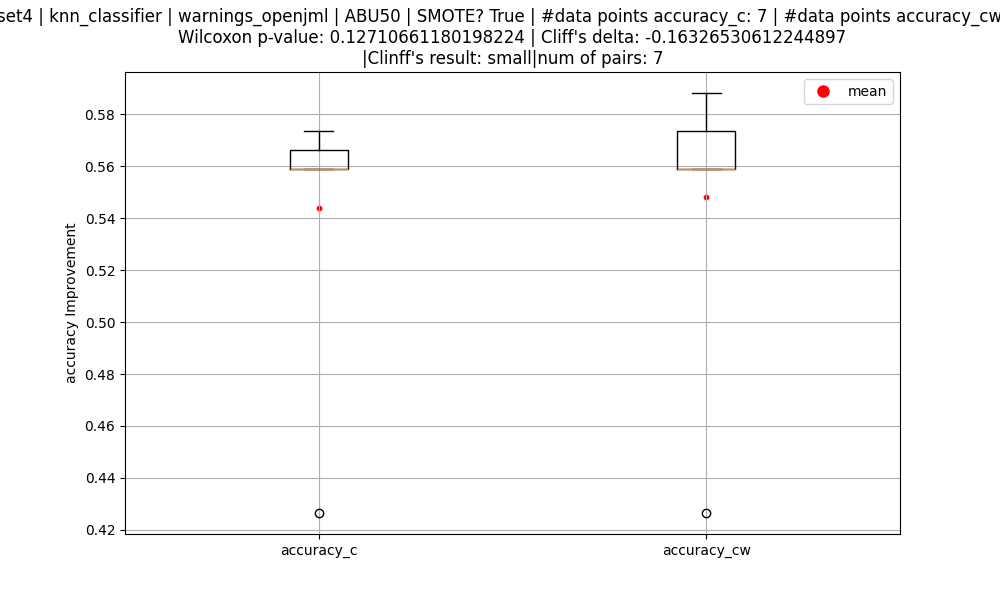 set4 | knn_classifier | warnings_openjml | ABU50 | SMOTE? True | #data points accuracy_c: 7 | #data points accuracy_cw
Wilcoxon p-value: 0.12710661180198224 | Cliff's delta: -0.16326530612244897
|Clinff's result: small|num of pairs: 7
mean
accuracy Improvement
0.58
0.56
0.54
0.52
0.50
0.48
0.46
0.44
0.42
accuracy_c
accuracy_cw